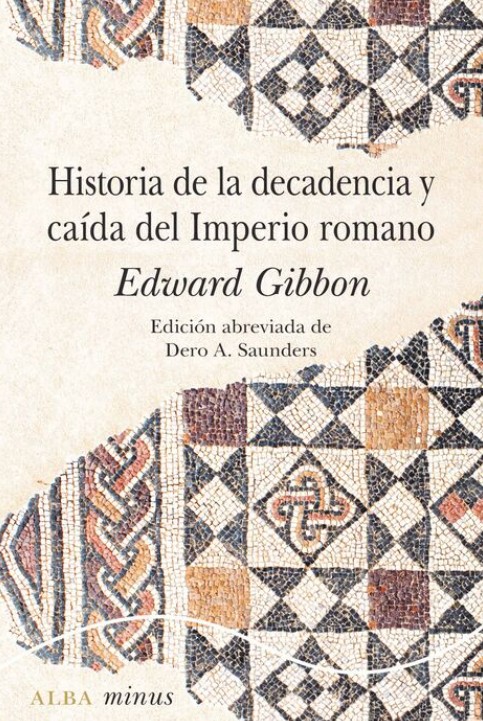 Historia de la decadencia y
caída del Imperio romano
Edward Gibbon
Edición abreviada de
Dero A. Saunders
ALBA minus